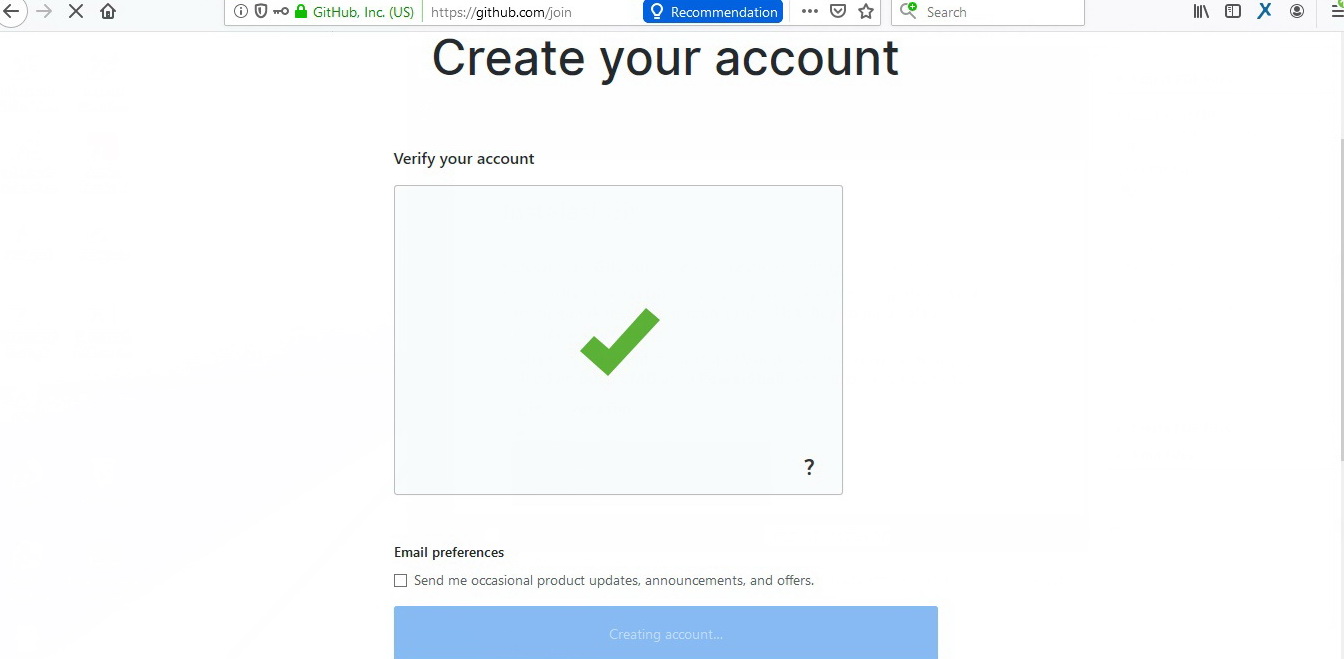 GitHub, Inc. (US) https://github.com/join Recommendation Search
Create your account
Verify your account
?
Email preferences
Send me occasional product updates, announcements, and offers.
Creating account...